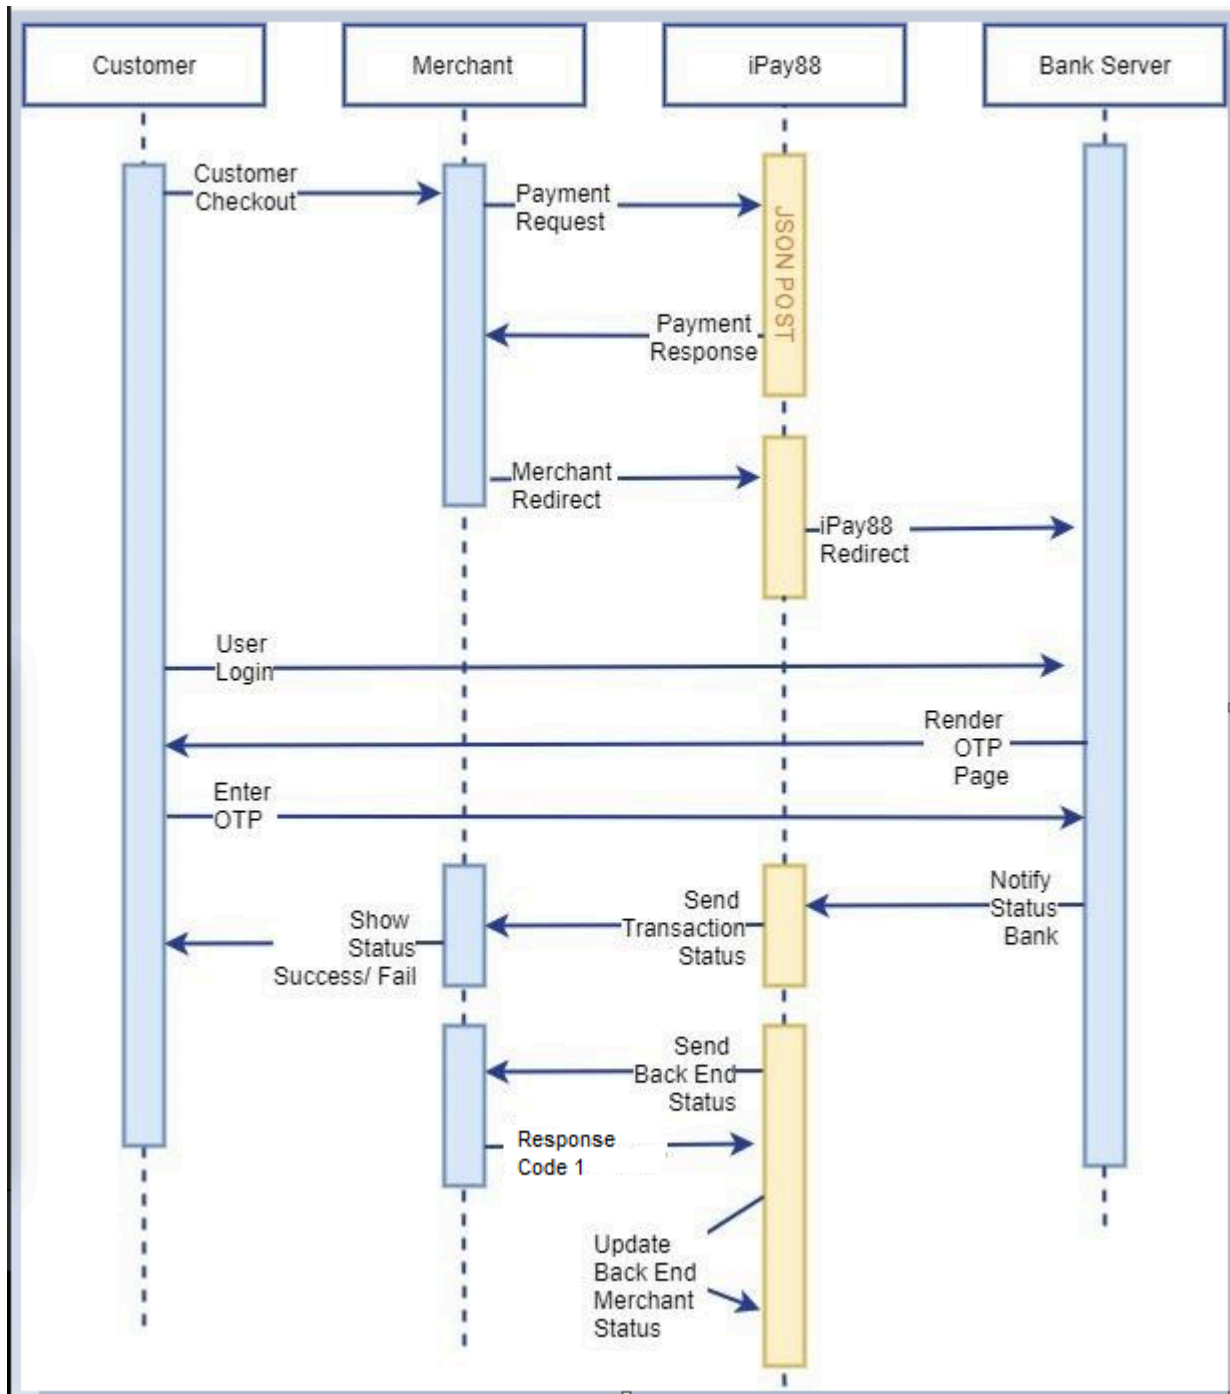 Customer
Merchant
iPay88
Bank Server
Customer
Checkout
Payment
Request
JSON POST
Payment
Response
Merchant
Redirect
iPay88
Redirect
User
Login
Render
OTP
Page
Enter
OTP
Notify
Status
Bank
Send
Transaction
Status
Show
Status
Success/ Fail
Send
Back End
Status
Response
Code 1
Update
Back End
Merchant
Status